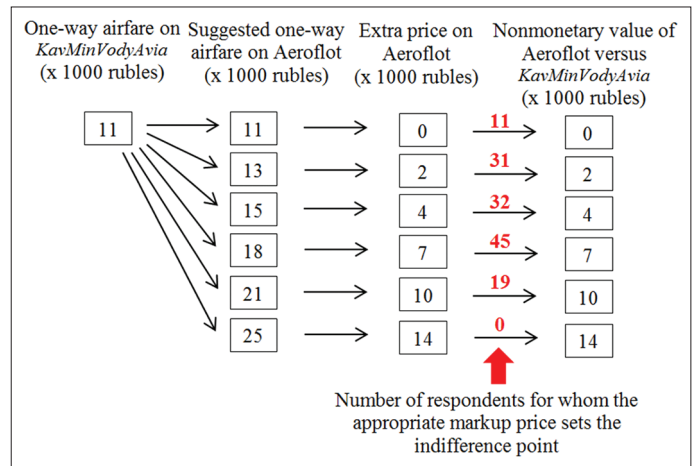 One-way airfare on
KavMinVodyAvia
(x 1000 rubles)
Suggested one-way
airfare on Aeroflot
(x 1000 rubles)
Extra price on
Aeroflot
(x 1000 rubles)
Nonmonetary value of
Aeroflot versus
KavMinVodyAvia
(x 1000 rubles)
11 11 0 11 0
13 2 31 2
15 4 32 4
18 7 45 7
21 10 19 10
25 14 0 14
Number of respondents for whom the
appropriate markup price sets the
indifference point